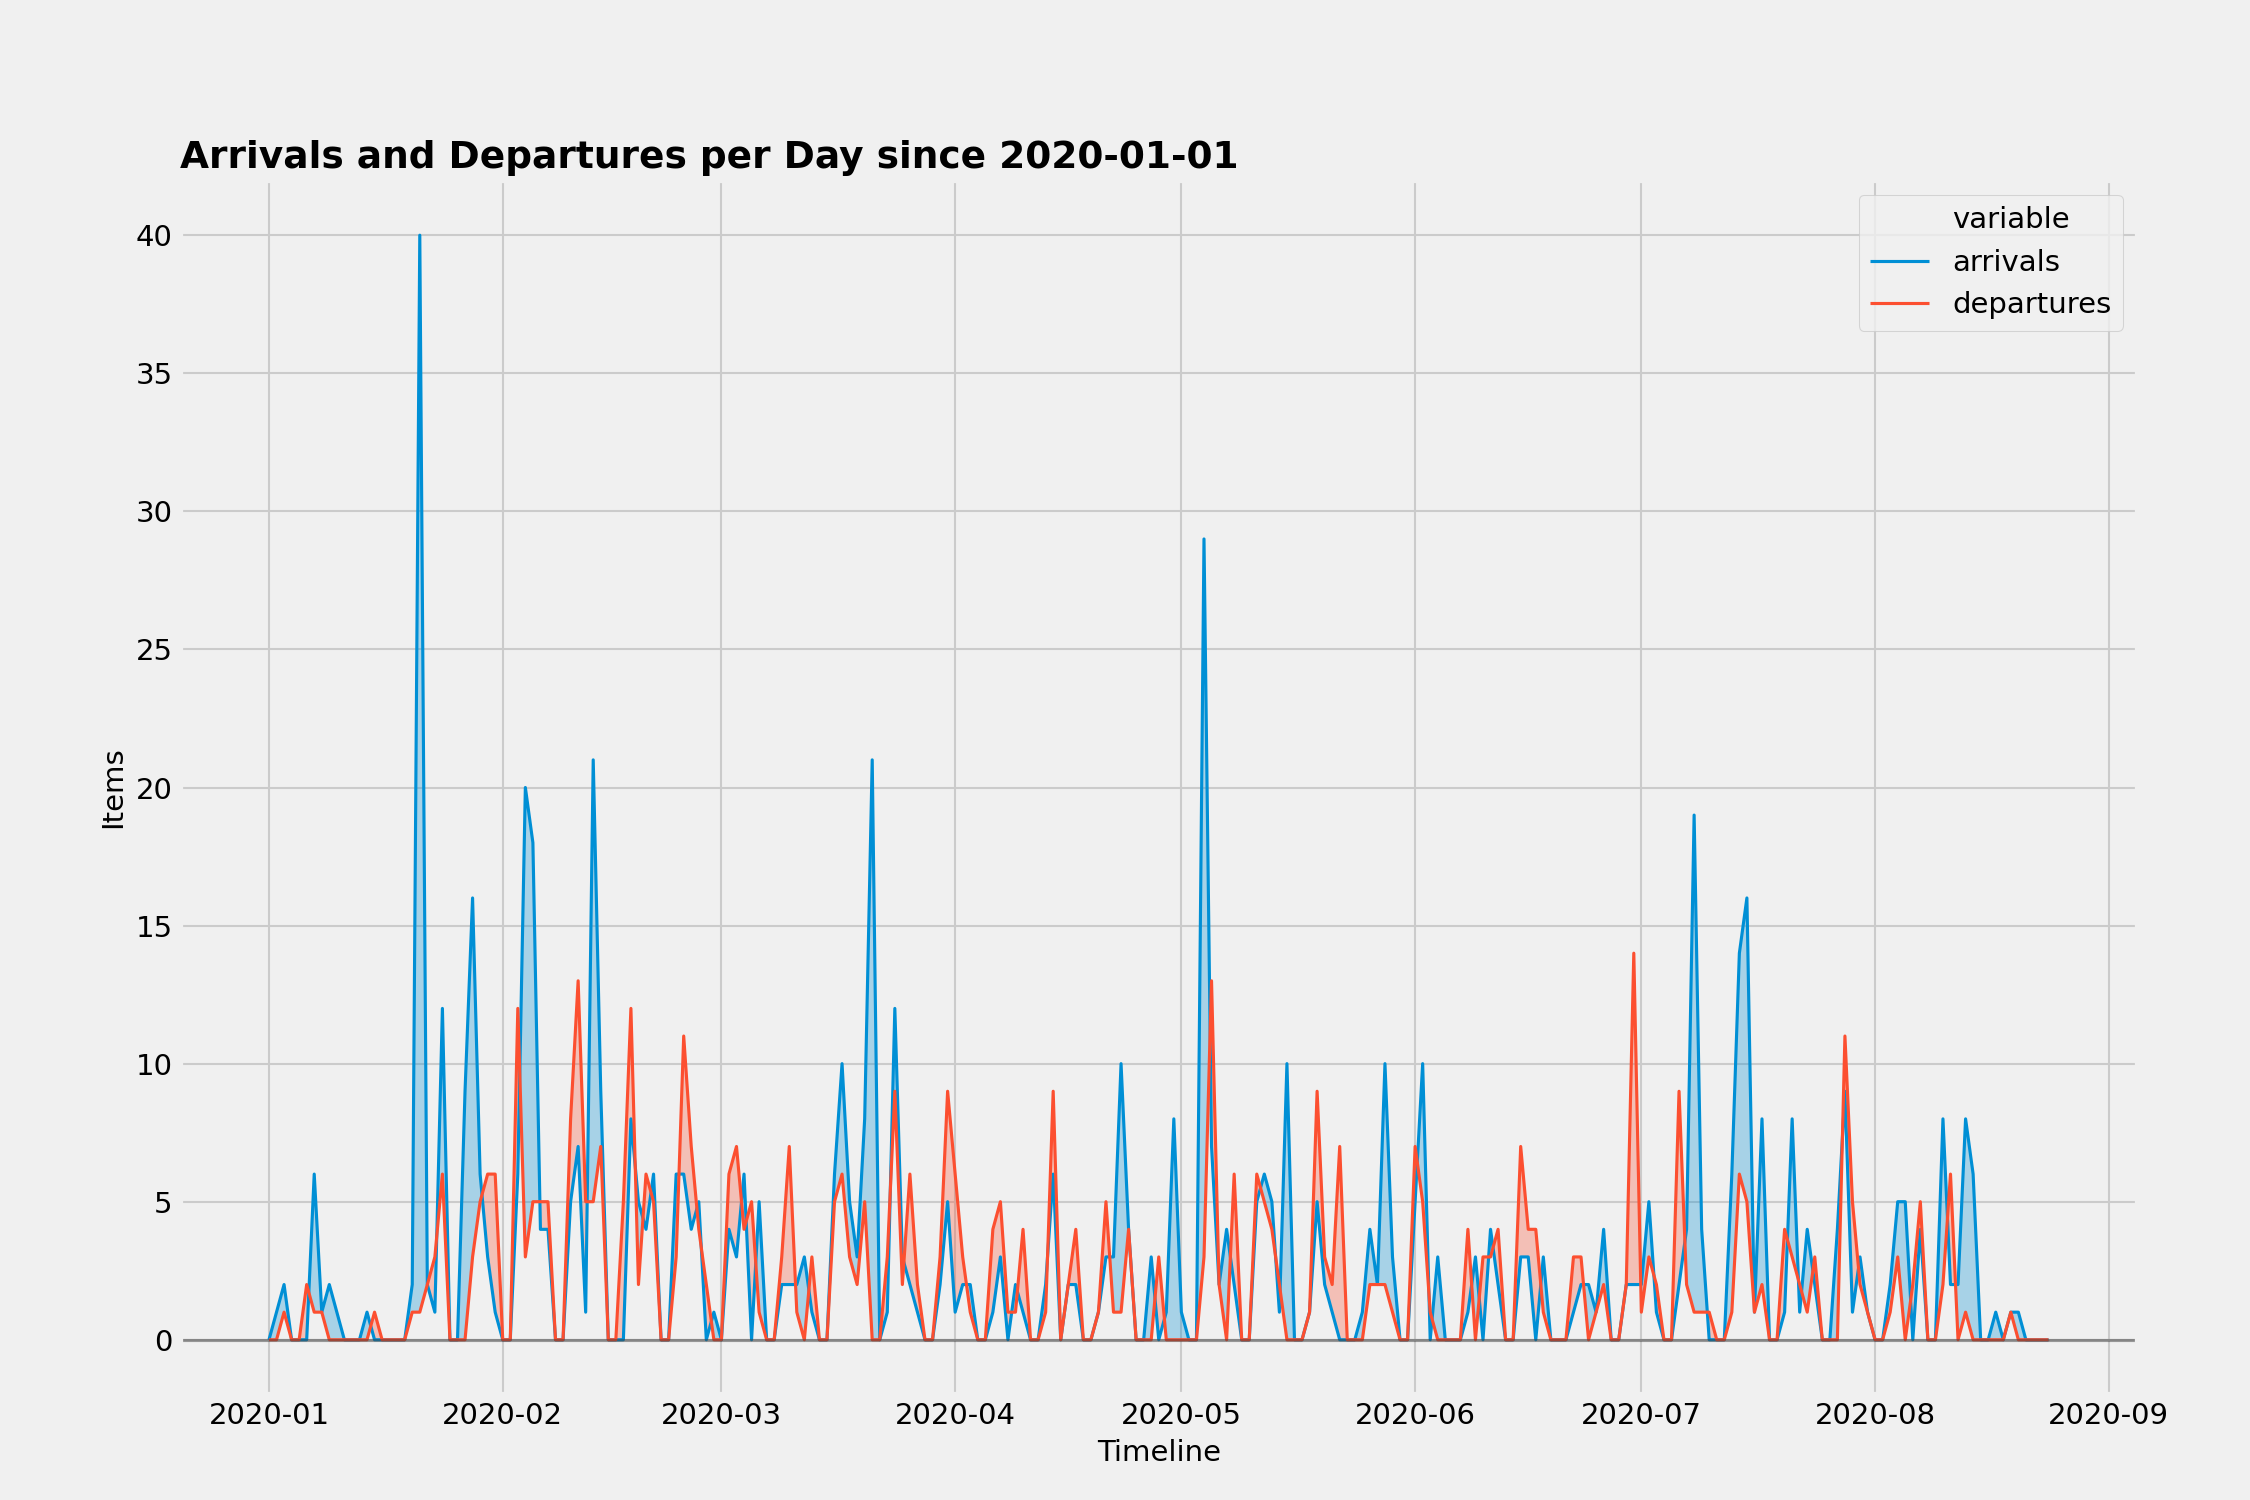 Arrivals and Departures per Day since 2020-01-01
variable
arrivals
departures
40
35
30
25
20
15
10
5
0
Items
2020-01 2020-02 2020-03 2020-04 2020-05 2020-06 2020-07 2020-08 2020-09
Timeline